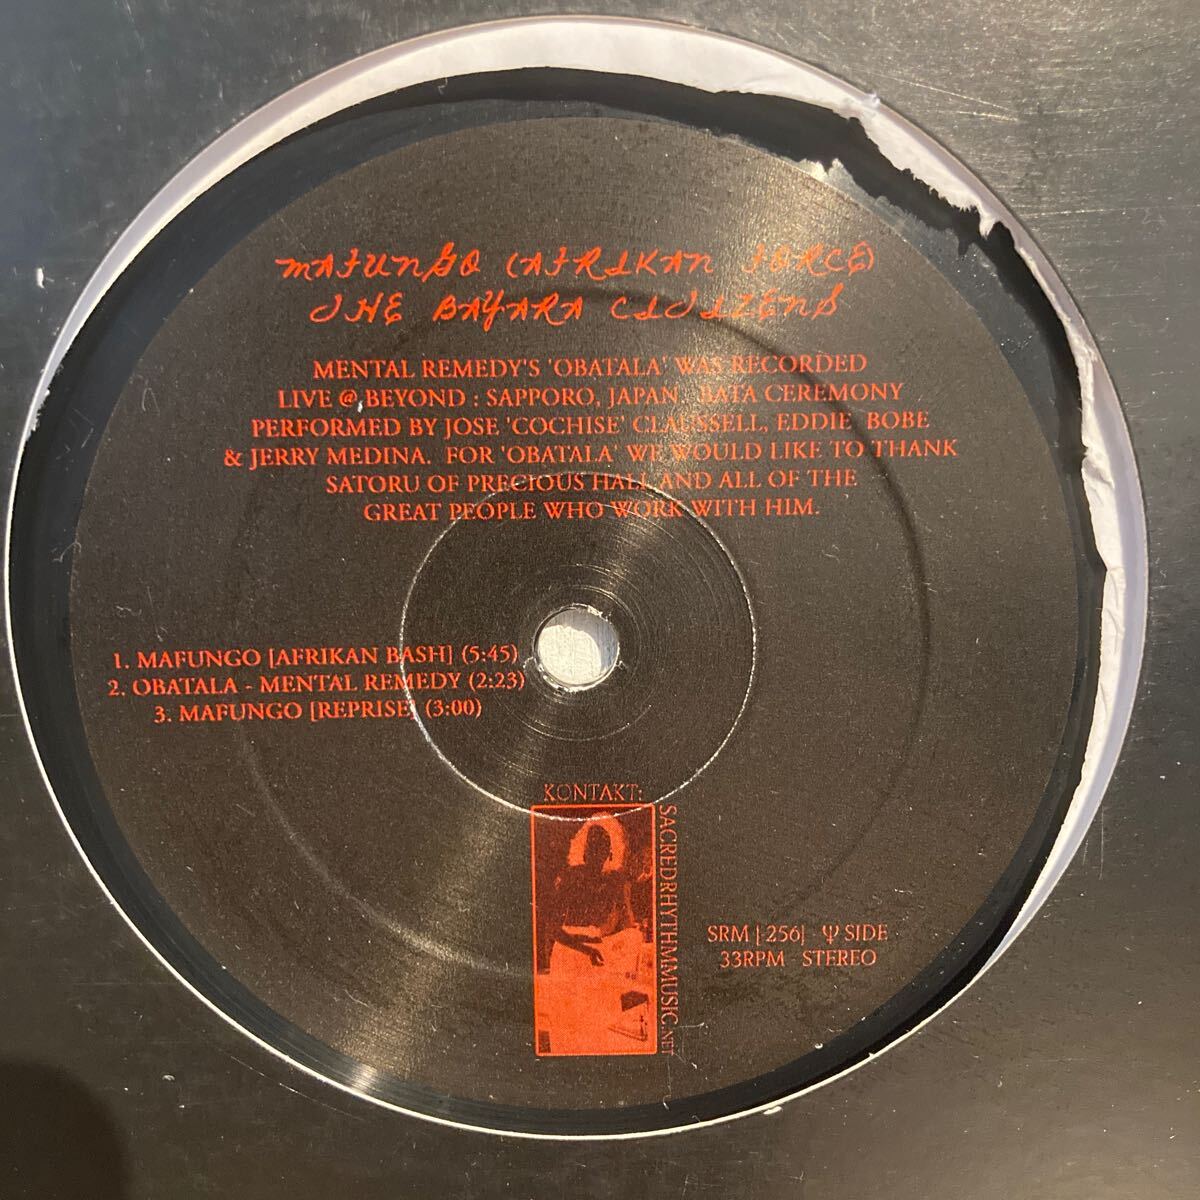 MAFUNGO (AFRIKAN FORCE)
THE BAYARA CITIZENS
MENTAL REMEDY'S 'OBATALA' WAS RECORDED
LIVE @ BEYOND : SAPPORO, JAPAN. BATA CEREMONY
PERFORMED BY JOSE 'COCHISE' CLAUSSELL, EDDIE BOBE
& JERRY MEDINA. FOR 'OBATALA' WE WOULD LIKE TO THANK
SATORU OF PRECIOUS HALL AND ALL OF THE
GREAT PEOPLE WHO WORK WITH HIM.
1. MAFUNGO [AFRIKAN BASH] (5:45)
2. OBATALA - MENTAL REMEDY (2:23)
3. MAFUNGO [REPRISE] (3:00)
KONTAKT:
SACREDRHYTHMMUSIC.NET
SRM |256| Ψ SIDE
33RPM STEREO